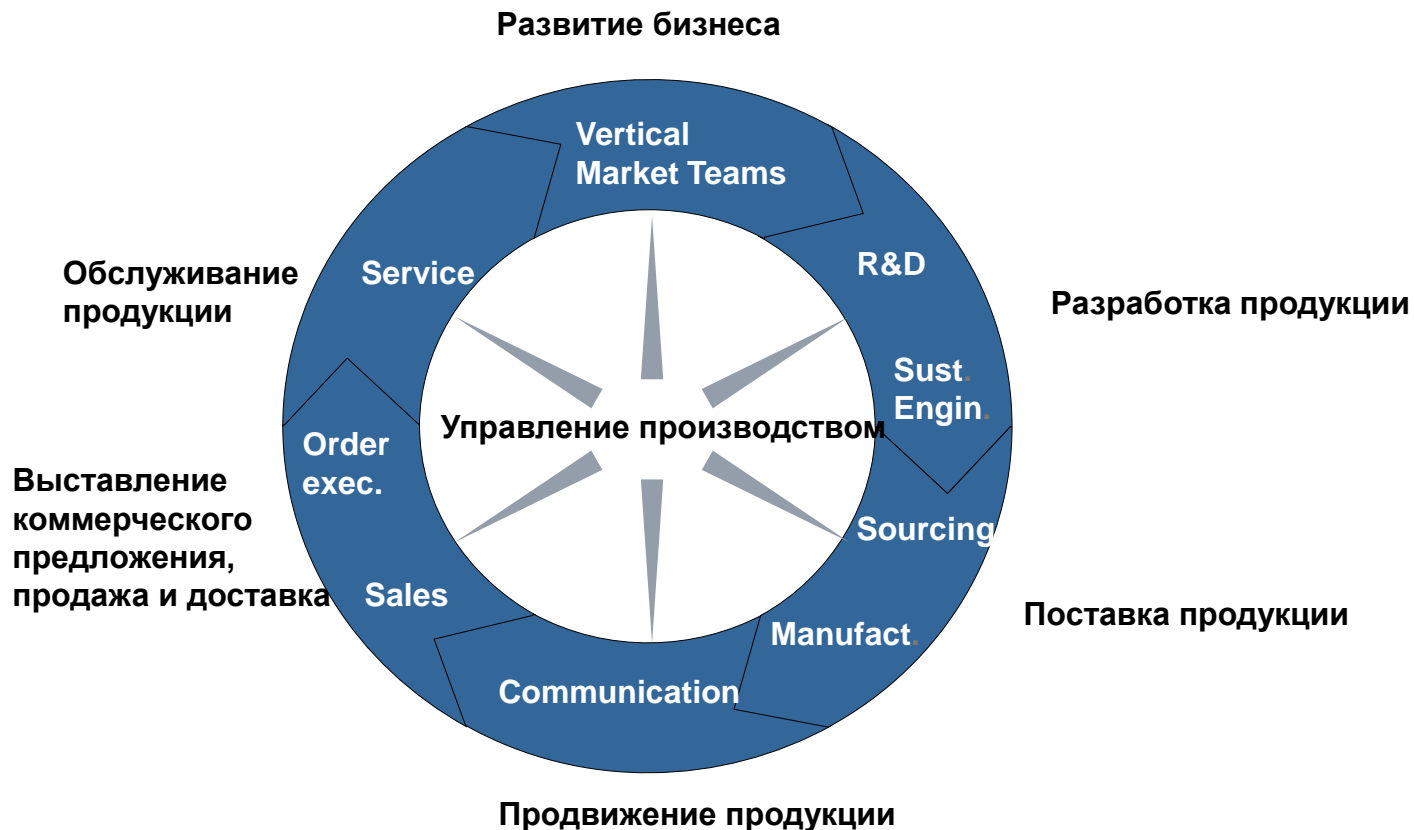 Развитие бизнеса
Vertical
Market Teams
R&D
Разработка продукции
Sust.
Engin.
Sourcing
Поставка продукции
Manufact.
Communication
Продвижение продукции
Sales
Order
exec.
Выставление
коммерческого
предложения,
продажа и доставка
Service
Обслуживание
продукции
Управление производством